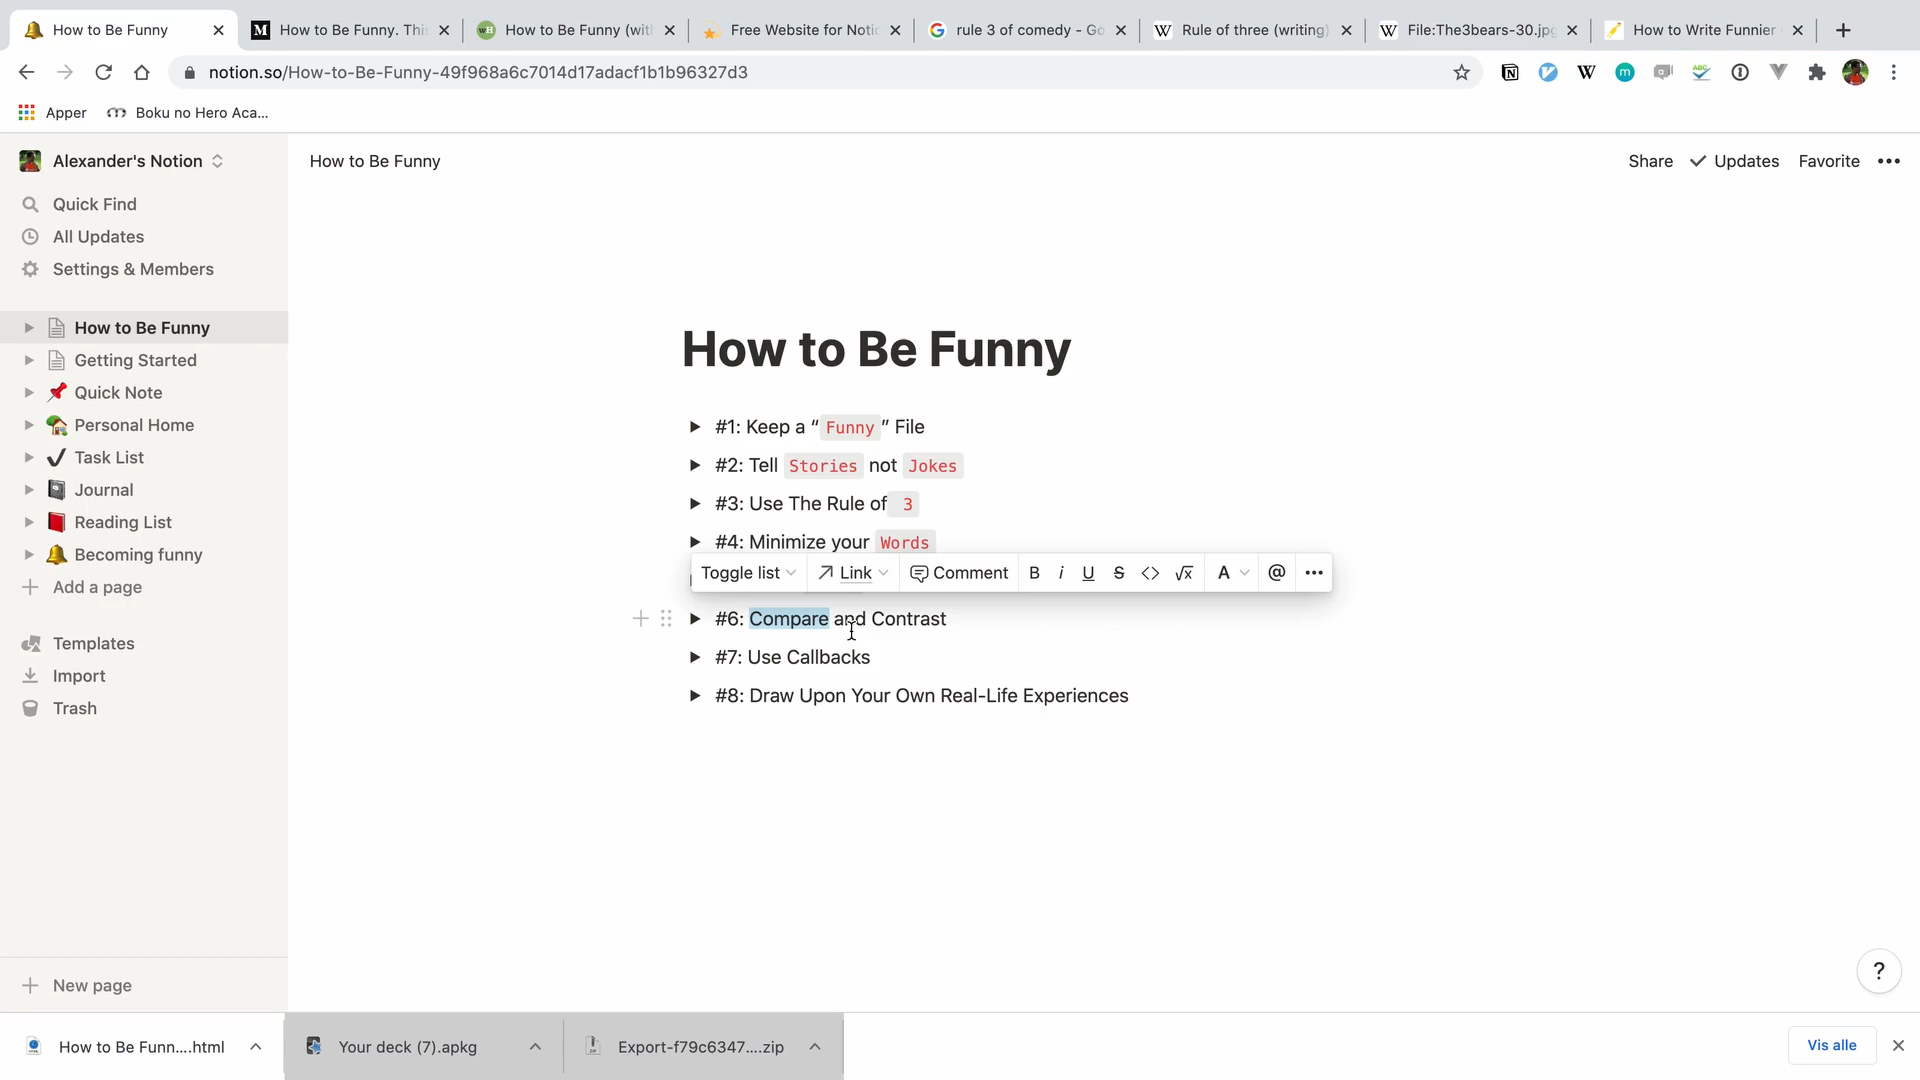 How to Be Funny
How to Be Funny. This
How to Be Funny (with
Free Website for Notic
rule 3 of comedy - Go
Rule of three (writing)
File:The3bears-30.jpg
How to Write Funnier
notion.so/How-to-Be-Funny-49f968a6c7014d17adacf1b1b96327d3
Apper
Boku no Hero Aca...
Alexander's Notion
Quick Find
All Updates
Settings & Members
How to Be Funny
Getting Started
Quick Note
Personal Home
Task List
Journal
Reading List
Becoming funny
Add a page
Templates
Import
Trash
New page
How to Be Funny
Share
Updates
Favorite
How to Be Funny
#1: Keep a “Funny” File
#2: Tell Stories not Jokes
#3: Use The Rule of 3
#4: Minimize your Words
Toggle list
Link
Comment
B i U S <> √x A @
#6: Compare and Contrast
#7: Use Callbacks
#8: Draw Upon Your Own Real-Life Experiences
?
How to Be Funn....html
Your deck (7).apkg
Export-f79c6347....zip
Vis alle